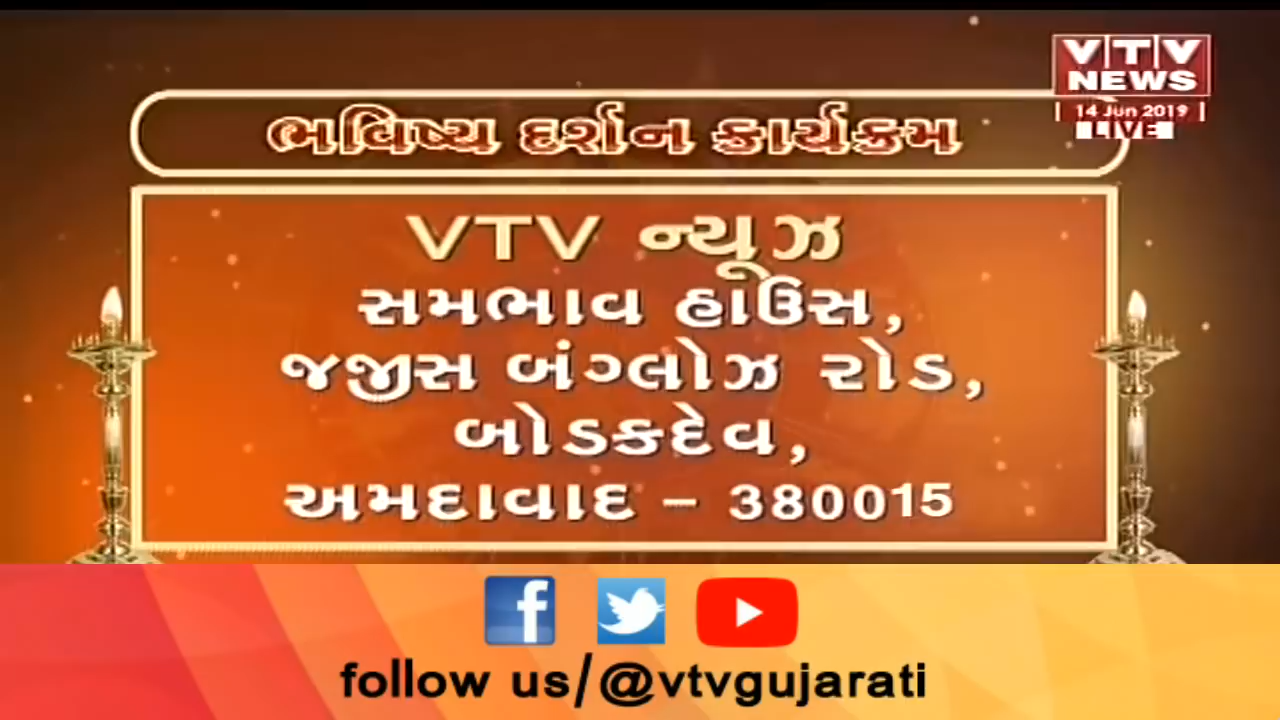 VTV
NEWS
14 Jun 2019
LIVE
ભવિષ્ય દર્શન કાર્યક્રમ
VTV ન્યૂઝ
સમભાવ હાઉસ,
જજીસ બંગ્લોઝ રોડ,
બોડકદેવ,
અમદાવાદ - 380015
follow us/@vtvgujarati